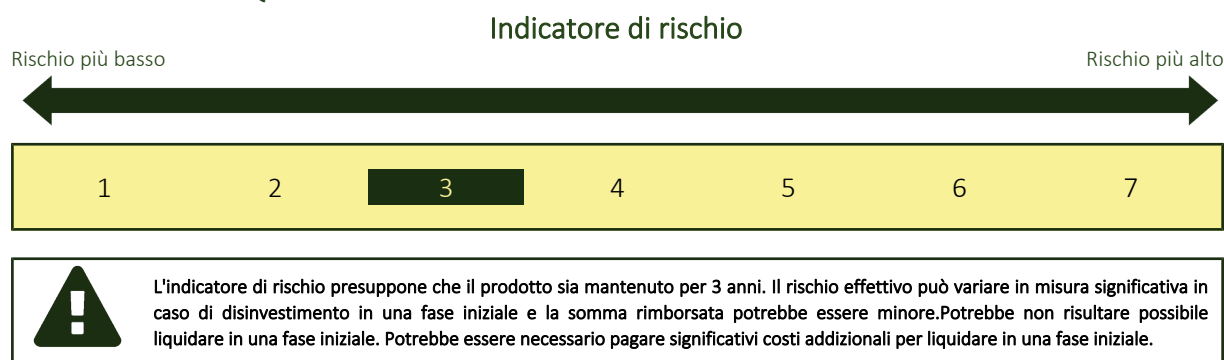 Indicatore di rischio
Rischio più basso
Rischio più alto
1 2 3 4 5 6 7
L'indicatore di rischio presuppone che il prodotto sia mantenuto per 3 anni. Il rischio effettivo può variare in misura significativa in
caso di disinvestimento in una fase iniziale e la somma rimborsata potrebbe essere minore.Potrebbe non risultare possibile
liquidare in una fase iniziale. Potrebbe essere necessario pagare significativi costi addizionali per liquidare in una fase iniziale.